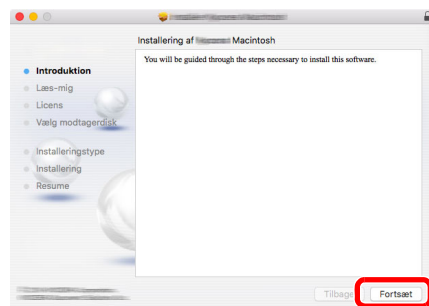 Installering af Macintosh
You will be guided through the steps necessary to install this software.
Introduktion
Læs-mig
Licens
Vælg modtagerdisk
Installeringstype
Installering
Resume
Tilbage
Fortsæt